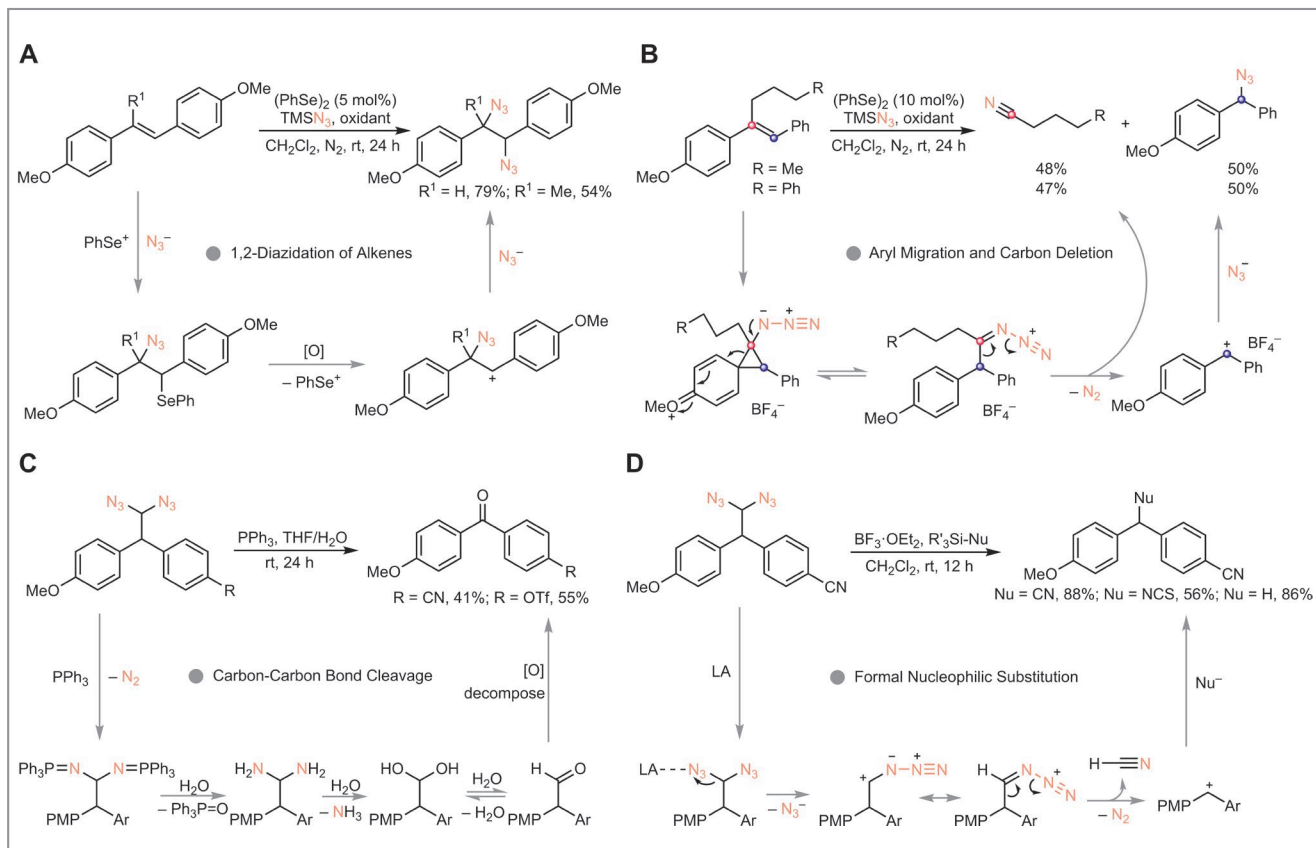 A
R¹
OMe
MeO
(PhSe)₂ (5 mol%)
TMSN₃, oxidant
CH₂Cl₂, N₂, rt, 24 h
R¹ N₃
OMe
MeO
N₃
R¹ = H, 79%; R¹ = Me, 54%
PhSe⁺ N₃⁻
1,2-Diazidation of Alkenes
N₃⁻
R¹ N₃
OMe
MeO
SePh
[O]
– PhSe⁺
R¹ N₃
OMe
MeO
+
B
R
Ph
MeO
R = Me
R = Ph
(PhSe)₂ (10 mol%)
TMSN₃, oxidant
CH₂Cl₂, N₂, rt, 24 h
N
R
+
N₃
Ph
MeO
48% 50%
47% 50%
Aryl Migration and Carbon Deletion
N₃⁻
R
N–N≡N
– +
Ph
MeO
+
BF₄⁻
R
N
N
N
+
Ph
MeO
BF₄⁻
– N₂
+
BF₄⁻
Ph
MeO
C
N₃ N₃
MeO
R
PPh₃, THF/H₂O
rt, 24 h
O
MeO
R
R = CN, 41%; R = OTf, 55%
PPh₃ – N₂
Carbon-Carbon Bond Cleavage
[O]
decompose
Ph₃P=N N=PPh₃
PMP Ar
H₂O
– Ph₃P=O
H₂N NH₂
PMP Ar
H₂O
– NH₃
HO OH
PMP Ar
H₂O
– H₂O
H O
PMP Ar
D
N₃ N₃
MeO
CN
BF₃·OEt₂, R'₃Si-Nu
CH₂Cl₂, rt, 12 h
Nu
MeO
CN
Nu = CN, 88%; Nu = NCS, 56%; Nu = H, 86%
LA
Formal Nucleophilic Substitution
Nu⁻
LA---N₃ N₃
PMP Ar
– N₃⁻
– +
N–N≡N
+
PMP Ar
H
N
N
N
+
PMP Ar
H≡N
– N₂
+
PMP Ar